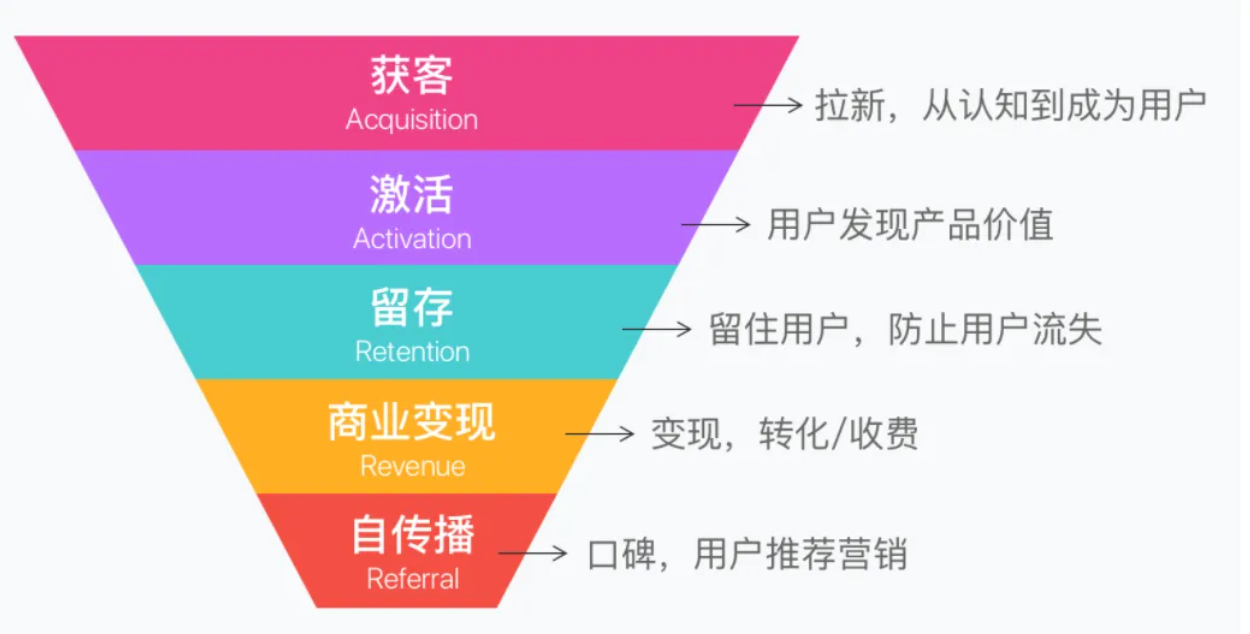 获客
Acquisition
拉新，从认知到成为用户
激活
Activation
用户发现产品价值
留存
Retention
留住用户，防止用户流失
商业变现
Revenue
变现，转化/收费
自传播
Referral
口碑，用户推荐营销